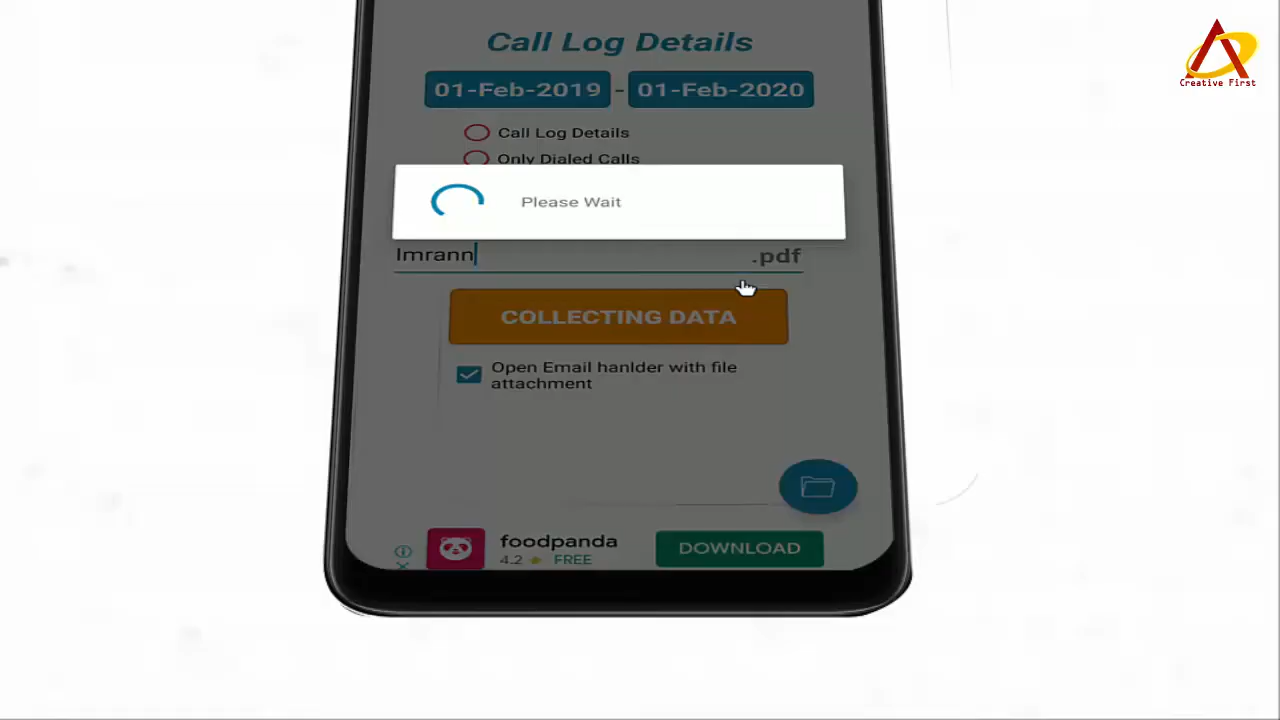 Call Log Details
01-Feb-2019 - 01-Feb-2020
Call Log Details
Only Dialed Calls
Please Wait
Imrann .pdf
COLLECTING DATA
Open Email hanlder with file
attachment
foodpanda
4.2 FREE
DOWNLOAD
Creative First